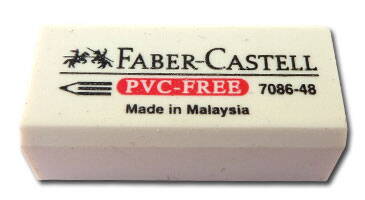 FABER-CASTELL
PVC-FREE 7086-48
Made in Malaysia